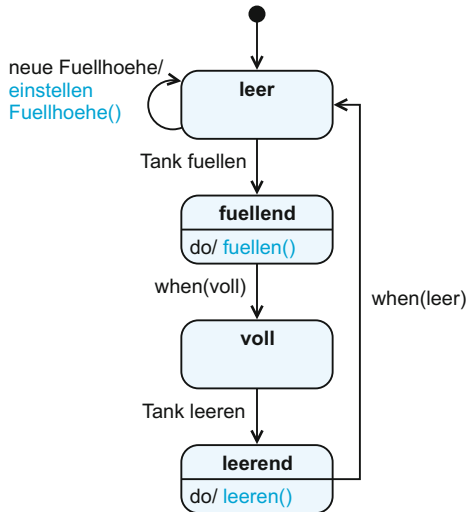 neue Fuellhoehe/
einstellen
Fuellhoehe()
leer
Tank fuellen
fuellend
do/ fuellen()
when(voll)
when(leer)
voll
Tank leeren
leerend
do/ leeren()